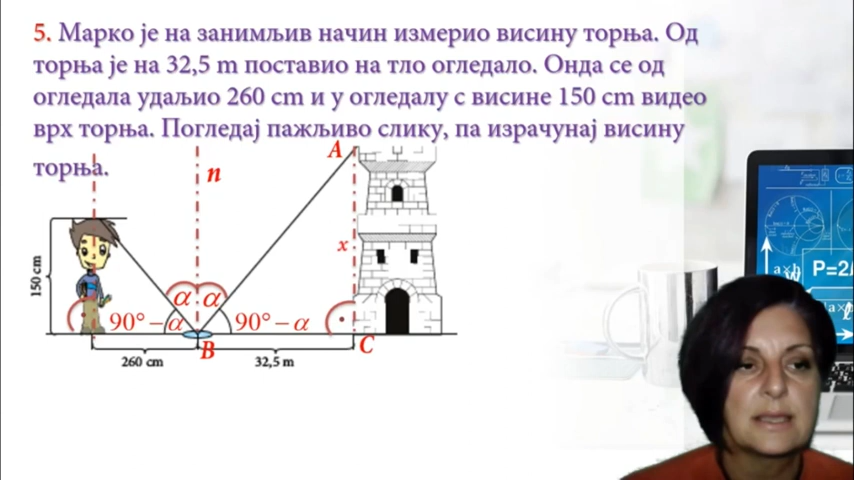 5. Марко је на занимљив начин измерио висину торња. Од
торња је на 32,5 m поставио на тло огледало. Онда се од
огледала удаљио 260 cm и у огледалу с висине 150 cm видео
врх торња. Погледај пажљиво слику, па израчунај висину
торња.
n
A
x
150 cm
α α
90° – α
90° – α
B
C
260 cm
32,5 m
P=2